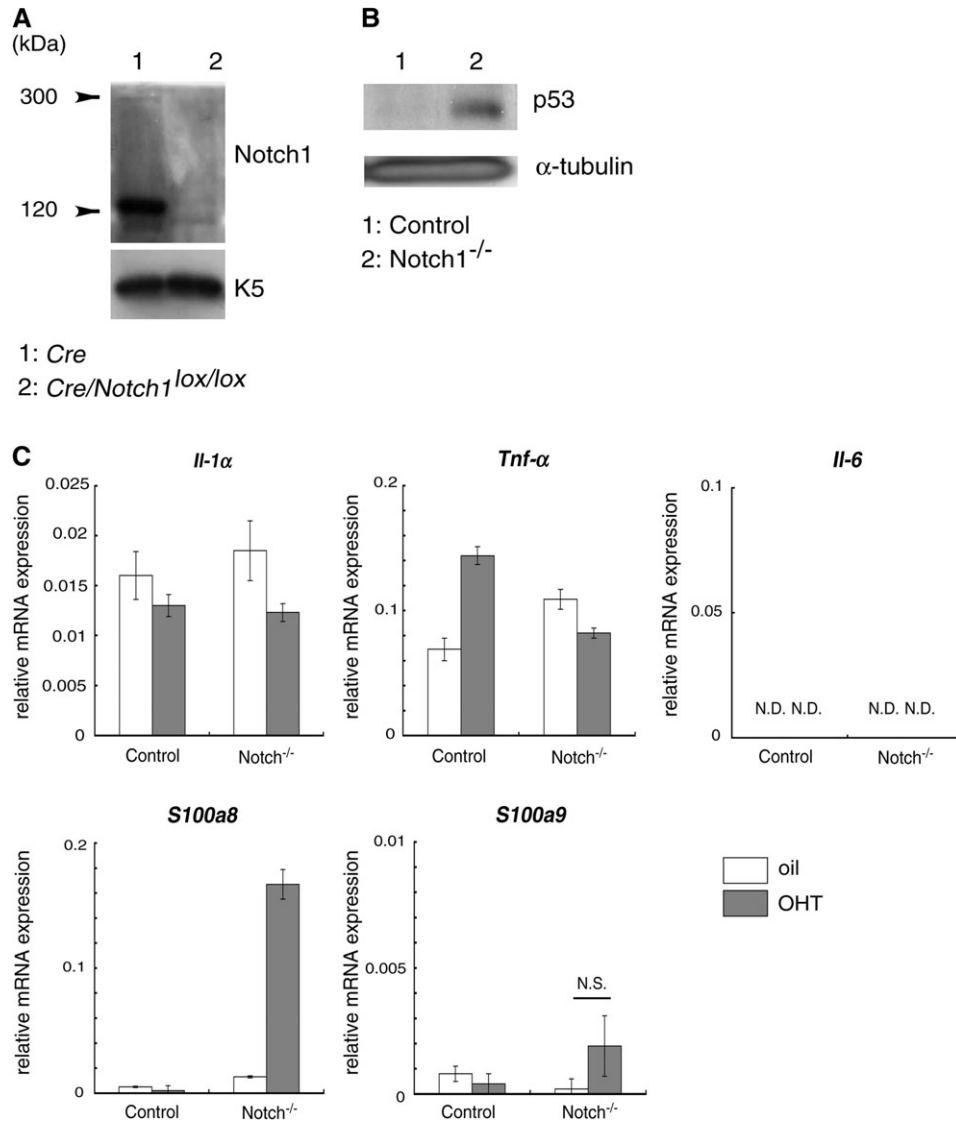 A
(kDa)
1 2
300
Notch1
120
K5
1: Cre
2: Cre/Notch1lox/lox
B
1 2
p53
α-tubulin
1: Control
2: Notch1-/-
C
Il-1α
relative mRNA expression
0.025
0.02
0.015
0.01
0.005
0
Control Notch-/-
Tnf-α
relative mRNA expression
0.2
0.1
0
Control Notch-/-
Il-6
relative mRNA expression
0.1
0.05
0
N.D. N.D. N.D. N.D.
Control Notch-/-
S100a8
relative mRNA expression
0.2
0.1
0
Control Notch-/-
S100a9
relative mRNA expression
0.01
0.005
0
N.S.
Control Notch-/-
oil
OHT